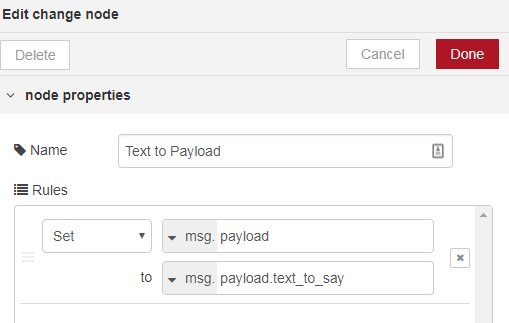 Edit change node
Delete Cancel Done
node properties
Name Text to Payload
Rules
Set msg. payload
to msg. payload.text_to_say